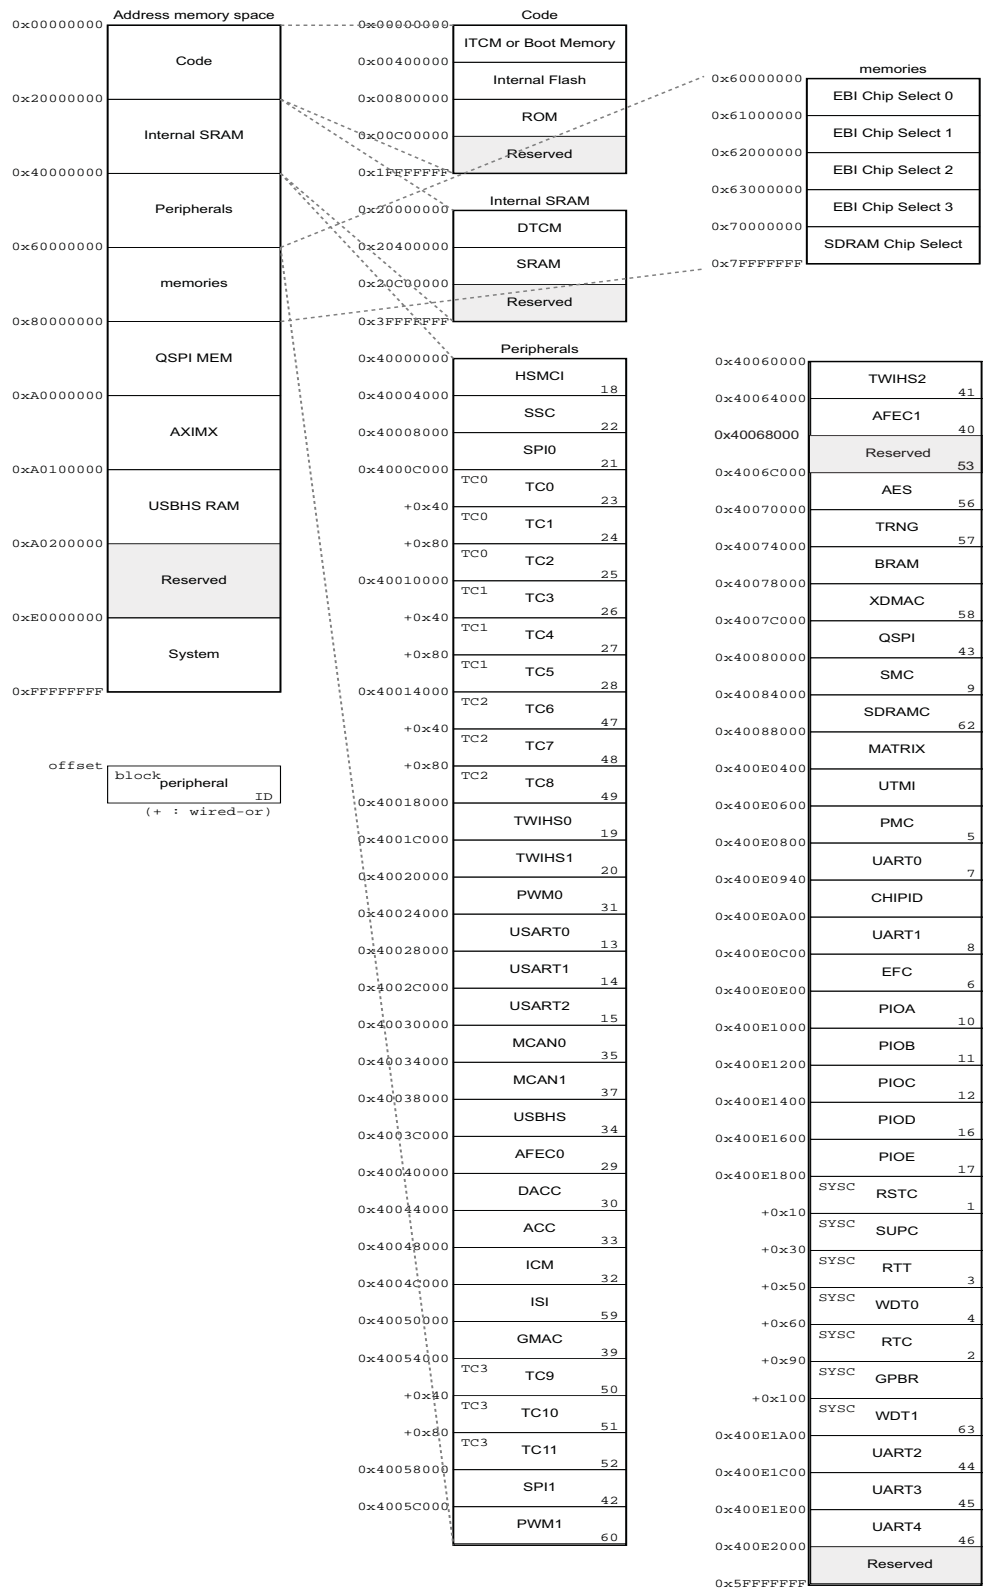 Address memory space
0x00000000
Code
0x20000000
Internal SRAM
0x40000000
Peripherals
0x60000000
memories
0x80000000
QSPI MEM
0xA0000000
AXIMX
0xA0100000
USBHS RAM
0xA0200000
Reserved
0xE0000000
System
0xFFFFFFFF
offset
block
peripheral
ID
(+ : wired-or)
Code
0x00000000
ITCM or Boot Memory
0x00400000
Internal Flash
0x00800000
ROM
0x00C00000
Reserved
0x1FFFFFFF
Internal SRAM
0x20000000
DTCM
0x20400000
SRAM
0x20C00000
Reserved
0x3FFFFFFF
Peripherals
0x40000000
HSMCI
18
0x40004000
SSC
22
0x40008000
SPI0
21
0x4000C000
TC0
TC0
23
+0x40
TC0
TC1
24
+0x80
TC0
TC2
25
0x40010000
TC1
TC3
26
+0x40
TC1
TC4
27
+0x80
TC1
TC5
28
0x40014000
TC2
TC6
47
+0x40
TC2
TC7
48
+0x80
TC2
TC8
49
0x40018000
TWIHS0
19
0x4001C000
TWIHS1
20
0x40020000
PWM0
31
0x40024000
USART0
13
0x40028000
USART1
14
0x4002C000
USART2
15
0x40030000
MCAN0
35
0x40034000
MCAN1
37
0x40038000
USBHS
34
0x4003C000
AFEC0
29
0x40040000
DACC
30
0x40044000
ACC
33
0x40048000
ICM
32
0x4004C000
ISI
59
0x40050000
GMAC
39
0x40054000
TC3
TC9
50
+0x40
TC3
TC10
51
+0x80
TC3
TC11
52
0x40058000
SPI1
42
0x4005C000
PWM1
60
memories
0x60000000
EBI Chip Select 0
0x61000000
EBI Chip Select 1
0x62000000
EBI Chip Select 2
0x63000000
EBI Chip Select 3
0x70000000
SDRAM Chip Select
0x7FFFFFFF
0x40060000
TWIHS2
41
0x40064000
AFEC1
40
0x40068000
Reserved
53
0x4006C000
AES
56
0x40070000
TRNG
57
0x40074000
BRAM
0x40078000
XDMAC
58
0x4007C000
QSPI
43
0x40080000
SMC
9
0x40084000
SDRAMC
62
0x40088000
MATRIX
0x400E0400
UTMI
0x400E0600
PMC
5
0x400E0800
UART0
7
0x400E0940
CHIPID
0x400E0A00
UART1
8
0x400E0C00
EFC
6
0x400E0E00
PIOA
10
0x400E1000
PIOB
11
0x400E1200
PIOC
12
0x400E1400
PIOD
16
0x400E1600
PIOE
17
0x400E1800
SYSC
RSTC
1
+0x10
SYSC
SUPC
+0x30
SYSC
RTT
3
+0x50
SYSC
WDT0
4
+0x60
SYSC
RTC
2
+0x90
SYSC
GPBR
+0x100
SYSC
WDT1
63
0x400E1A00
UART2
44
0x400E1C00
UART3
45
0x400E1E00
UART4
46
0x400E2000
Reserved
0x5FFFFFFF